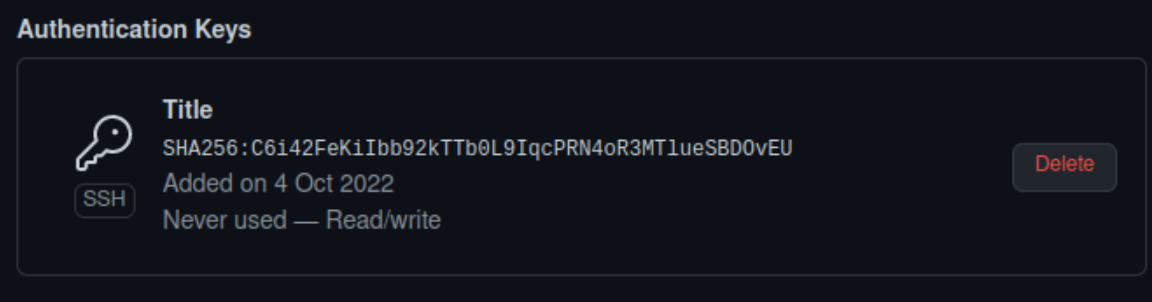 Authentication Keys
Title
SHA256:C6i42FeKiIbb92kTTb0L9IqcPRN4oR3MTlueSBDOvEU
SSH
Added on 4 Oct 2022
Never used — Read/write
Delete